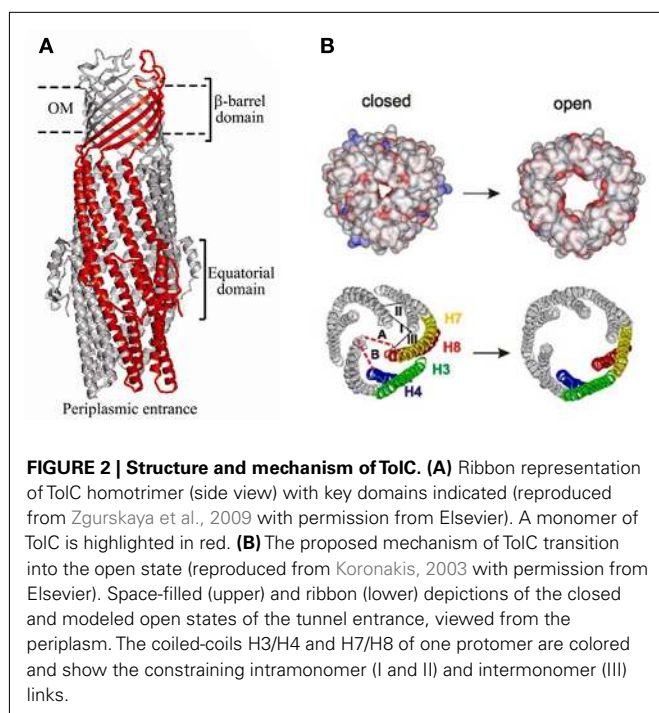 A
B
OM
β-barrel
domain
Equatorial
domain
Periplasmic entrance
closed
open
II
I
III
A
B
H7
H8
H3
H4
FIGURE 2 | Structure and mechanism of TolC. (A) Ribbon representation
of TolC homotrimer (side view) with key domains indicated (reproduced
from Zgurskaya et al., 2009 with permission from Elsevier). A monomer of
TolC is highlighted in red. (B) The proposed mechanism of TolC transition
into the open state (reproduced from Koronakis, 2003 with permission from
Elsevier). Space-filled (upper) and ribbon (lower) depictions of the closed
and modeled open states of the tunnel entrance, viewed from the
periplasm. The coiled-coils H3/H4 and H7/H8 of one protomer are colored
and show the constraining intramonomer (I and II) and intermonomer (III)
links.